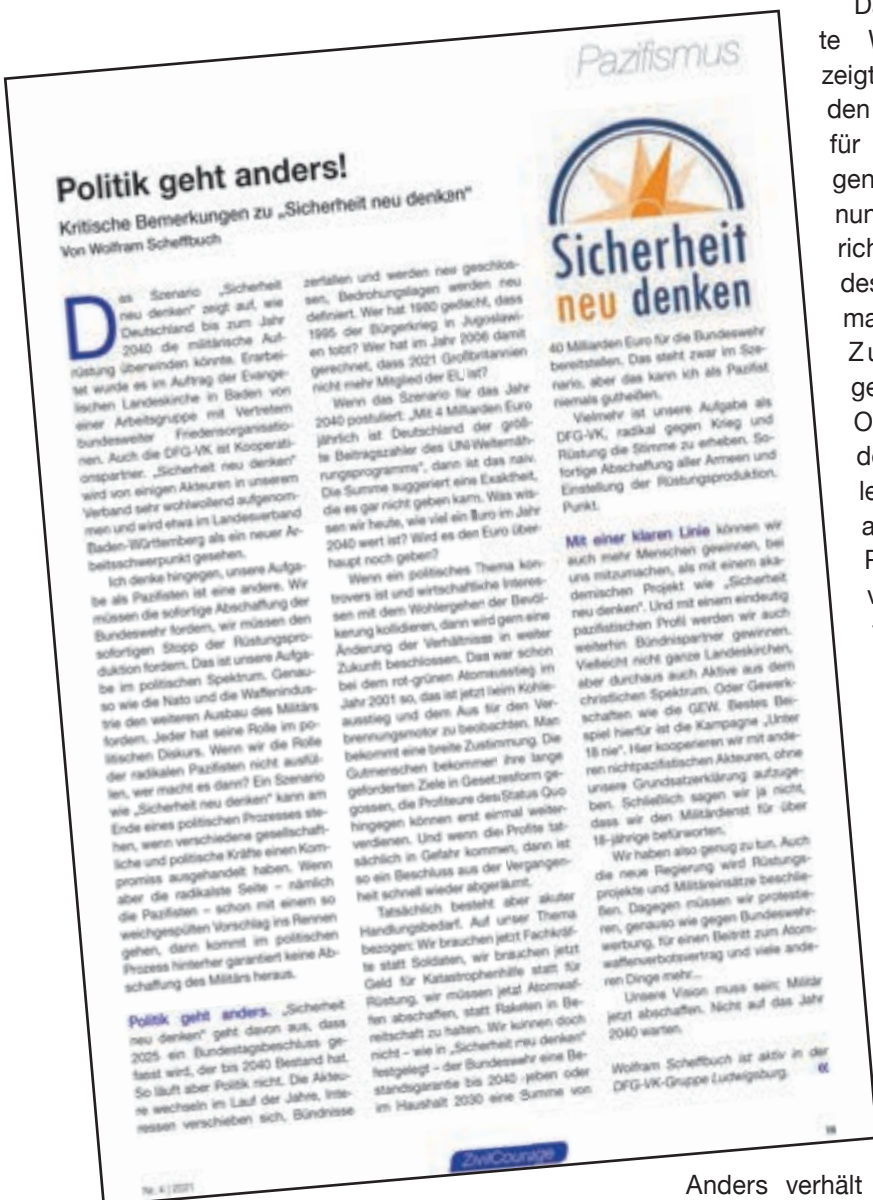 Pazifismus
Politik geht anders!
Kritische Bemerkungen zu „Sicherheit neu denken“
Von Wolfram Scheffbuch
Das Szenario „Sicherheit
neu denken“ zeigt auf, wie
Deutschland bis zum Jahr
2040 die militärische Auf-
rüstung überwinden könnte. Erarbei-
tet wurde es im Auftrag der Evange-
lischen Landeskirche in Baden von
einer Arbeitsgruppe mit Vertretern
bundesweiter Friedensorganisatio-
nen. Auch die DFG-VK ist Kooperati-
onspartner. „Sicherheit neu denken“
wird von einigen Akteuren in unserem
Verband sehr wohlwollend aufgenom-
men und wird etwa im Landesverband
Baden-Württemberg als ein neuer Ar-
beitsschwerpunkt gesehen.
Ich denke hingegen, unsere Aufga-
be als Pazifisten ist eine andere. Wir
müssen die sofortige Abschaffung der
Bundeswehr fordern, wir müssen den
sofortigen Stopp der Rüstungspro-
duktion fordern. Das ist unsere Aufga-
be im politischen Spektrum. Genau-
so wie die Nato und die Waffenindus-
trie den weiteren Ausbau des Militärs
fordern. Jeder hat seine Rolle im po-
litischen Diskurs. Wenn wir die Rolle
der radikalen Pazifisten nicht ausfül-
len, wer macht es dann? Ein Szenario
wie „Sicherheit neu denken“ kann am
Ende eines politischen Prozesses ste-
hen, wenn verschiedene gesellschaft-
liche und politische Kräfte einen Kom-
promiss ausgehandelt haben. Wenn
aber die radikalste Seite – nämlich
die Pazifisten – schon mit einem so
weichgespülten Vorschlag ins Rennen
gehen, dann kommt im politischen
Prozess hinterher garantiert keine Ab-
schaffung des Militärs heraus.
Politik geht anders. „Sicherheit
neu denken“ geht davon aus, dass
2025 ein Bundestagsbeschluss ge-
fasst wird, der bis 2040 Bestand hat.
So läuft aber Politik nicht. Die Akteu-
re wechseln im Lauf der Jahre, Inte-
ressen verschieben sich, Bündnisse
zerfallen und werden neu geschlos-
sen, Bedrohungslagen werden neu
definiert. Wer hat 1980 gedacht, dass
1995 der Bürgerkrieg in Jugoslawi-
en tobt? Wer hat im Jahr 2006 damit
gerechnet, dass 2021 Großbritannien
nicht mehr Mitglied der EU ist?
Wenn das Szenario für das Jahr
2040 postuliert: „Mit 4 Milliarden Euro
jährlich ist Deutschland der größ-
te Beitragszahler des UN-Welternäh-
rungsprogramms“, dann ist das naiv.
Die Summe suggeriert eine Exaktheit,
die es gar nicht geben kann. Was wis-
sen wir heute, wie viel ein Euro im Jahr
2040 wert ist? Wird es den Euro über-
haupt noch geben?
Wenn ein politisches Thema kon-
trovers ist und wirtschaftliche Interes-
sen mit dem Wohlergehen der Bevöl-
kerung kollidieren, dann wird gern eine
Änderung der Verhältnisse in weiter
Zukunft beschlossen. Das war schon
bei dem rot-grünen Atomausstieg im
Jahr 2001 so, das ist jetzt beim Kohle-
ausstieg und dem Aus für den Ver-
brennungsmotor zu beobachten. Man
bekommt eine breite Zustimmung. Die
Gutmenschen bekommen ihre lange
geforderten Ziele in Gesetzesform ge-
gossen, die Profiteure des Status Quo
hingegen können erst einmal weiter-
verdienen. Und wenn die Profite tat-
sächlich in Gefahr kommen, dann ist
so ein Beschluss aus der Vergangen-
heit schnell wieder abgeräumt.
Tatsächlich besteht aber akuter
Handlungsbedarf. Auf unser Thema
bezogen: Wir brauchen jetzt Fachkräf-
te statt Soldaten, wir brauchen jetzt
Geld für Katastrophenhilfe statt für
Rüstung, wir müssen jetzt Atomwaf-
fen abschaffen, statt Raketen in Be-
reitschaft zu halten. Wir können doch
nicht – wie in „Sicherheit neu denken“
festgelegt – der Bundeswehr eine Be-
standsgarantie bis 2040 geben oder
im Haushalt 2030 eine Summe von
Sicherheit
neu denken
40 Milliarden Euro für die Bundeswehr
bereitstellen. Das steht zwar im Sze-
nario, aber das kann ich als Pazifist
niemals gutheißen.
Vielmehr ist unsere Aufgabe als
DFG-VK, radikal gegen Krieg und
Rüstung die Stimme zu erheben. So-
fortige Abschaffung aller Armeen und
Einstellung der Rüstungsproduktion.
Punkt.
Mit einer klaren Linie können wir
auch mehr Menschen gewinnen, bei
uns mitzumachen, als mit einem aka-
demischen Projekt wie „Sicherheit
neu denken“. Und mit einem eindeutig
pazifistischen Profil werden wir auch
weiterhin Bündnispartner gewinnen.
Vielleicht nicht ganze Landeskirchen,
aber durchaus auch Aktive aus dem
christlichen Spektrum. Oder Gewerk-
schaften wie die GEW. Bestes Bei-
spiel hierfür ist die Kampagne „Unter
18 nie“. Hier kooperieren wir mit ande-
ren nichtpazifistischen Akteuren, ohne
unsere Grundsatzerklärung aufzuge-
ben. Schließlich sagen wir ja nicht,
dass wir den Militärdienst für über
18-jährige befürworten.
Wir haben also genug zu tun. Auch
die neue Regierung wird Rüstungs-
projekte und Militäreinsätze beschlie-
ßen. Dagegen müssen wir protestie-
ren, genauso wie gegen Bundeswehr-
werbung, für einen Beitritt zum Atom-
waffenverbotsvertrag und viele ande-
ren Dinge mehr...
Unsere Vision muss sein: Militär
jetzt abschaffen. Nicht auf das Jahr
2040 warten.
Wolfram Scheffbuch ist aktiv in der
DFG-VK-Gruppe Ludwigsburg. «
Nr. 4 | 2021
ZivilCourage
te
zeigt
den
für
gen
richt
des
Zu
Anders verhält